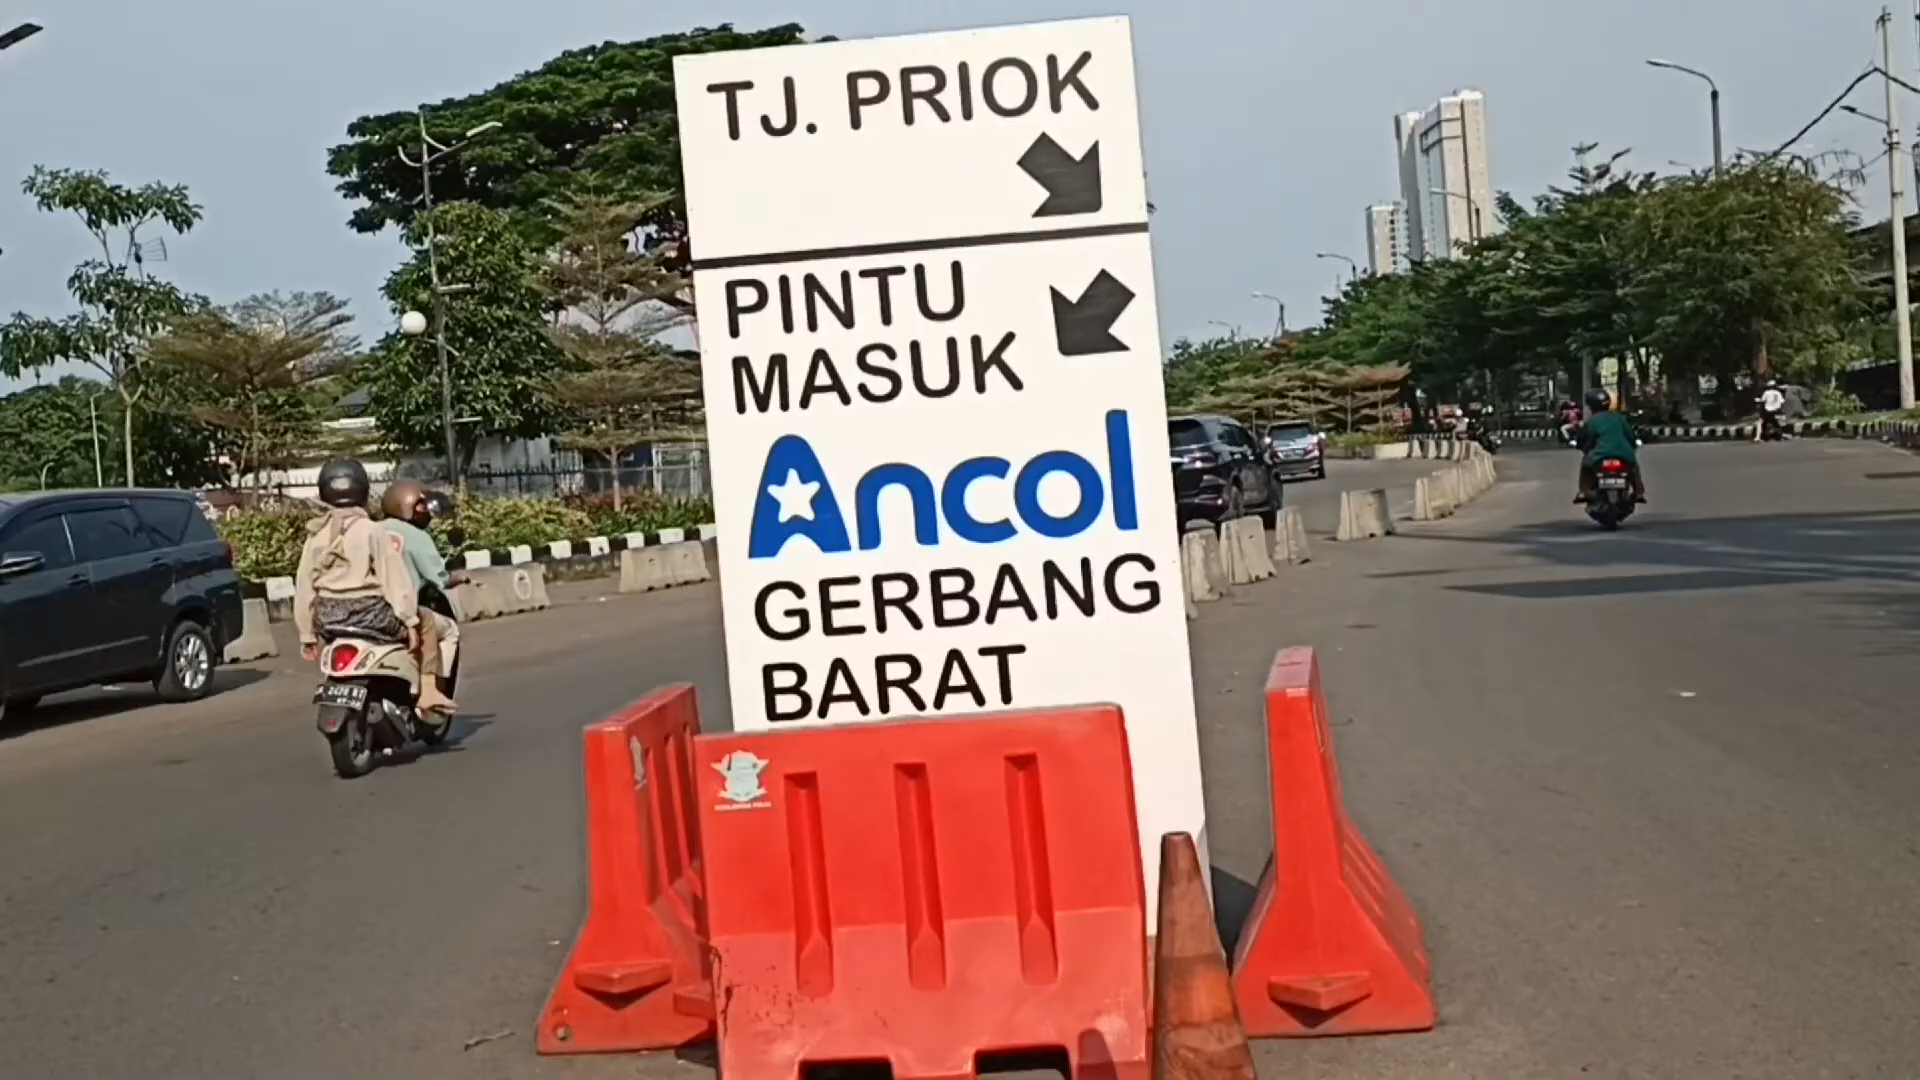 TJ. PRIOK
PINTU
MASUK
Ancol
GERBANG
BARAT